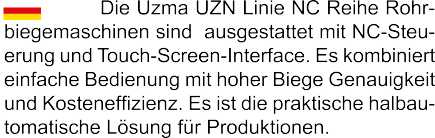 Die Uzma UZN Linie NC Reihe Rohr-
biegemaschinen sind  ausgestattet mit NC-Steu-
erung und Touch-Screen-Interface. Es kombiniert
einfache Bedienung mit hoher Biege Genauigkeit
und Kosteneffizienz. Es ist die praktische halbau-
tomatische Lösung für Produktionen.